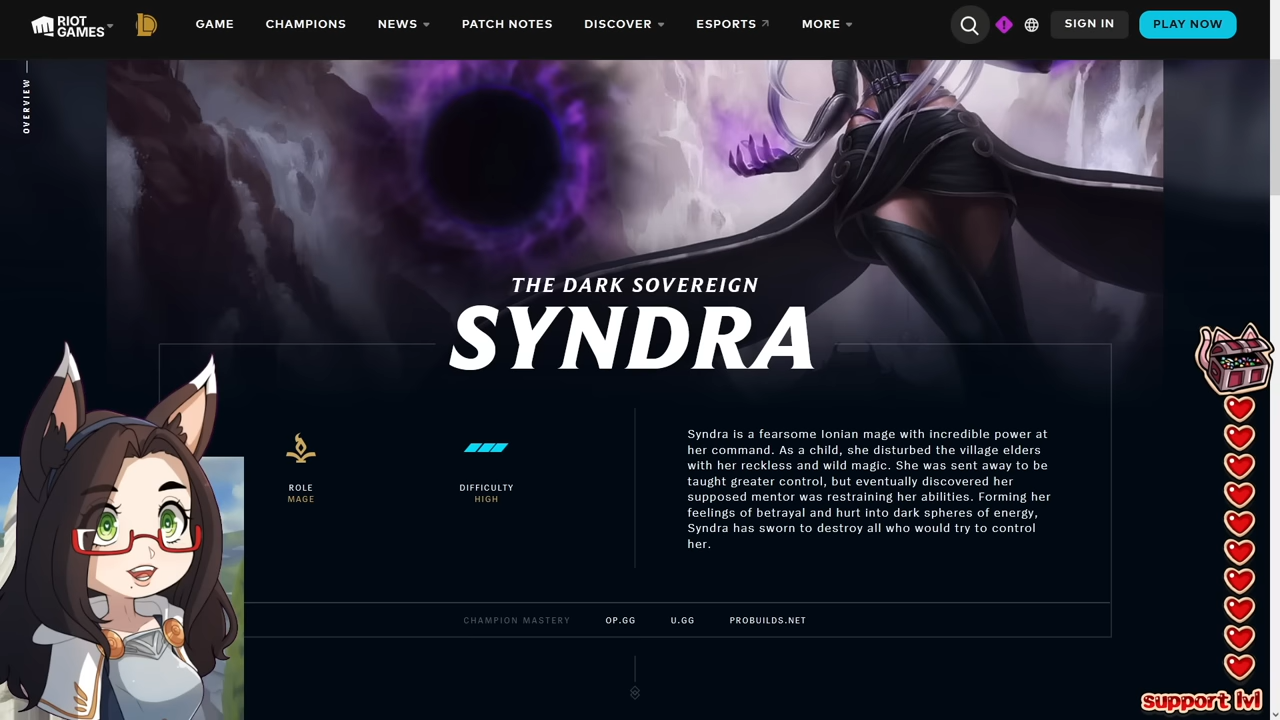 RIOT GAMES
GAME
CHAMPIONS
NEWS
PATCH NOTES
DISCOVER
ESPORTS
MORE
SIGN IN
PLAY NOW
OVERVIEW
THE DARK SOVEREIGN
SYNDRA
ROLE
MAGE
DIFFICULTY
HIGH
Syndra is a fearsome Ionian mage with incredible power at
her command. As a child, she disturbed the village elders
with her reckless and wild magic. She was sent away to be
taught greater control, but eventually discovered her
supposed mentor was restraining her abilities. Forming her
feelings of betrayal and hurt into dark spheres of energy,
Syndra has sworn to destroy all who would try to control
her.
CHAMPION MASTERY
OP.GG
U.GG
PROBUILDS.NET
support lvl